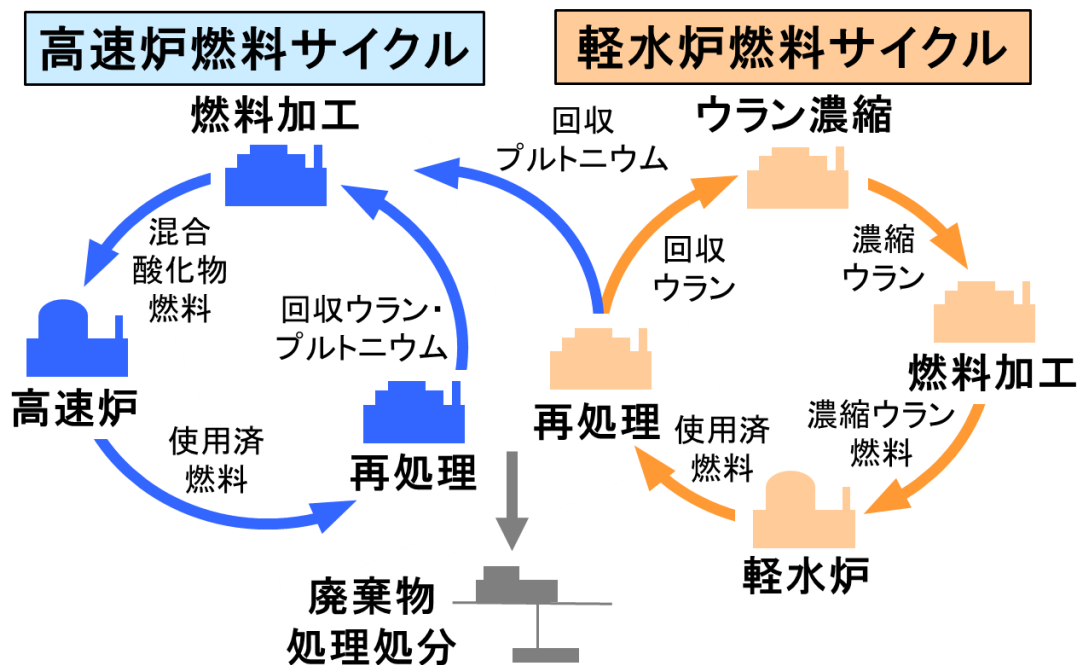 高速炉燃料サイクル
燃料加工
混合
酸化物
燃料
高速炉
使用済
燃料
再処理
回収ウラン・
プルトニウム
回収
プルトニウム
軽水炉燃料サイクル
ウラン濃縮
濃縮
ウラン
燃料加工
濃縮ウラン
燃料
軽水炉
使用済
燃料
再処理
回収
ウラン
廃棄物
処理処分